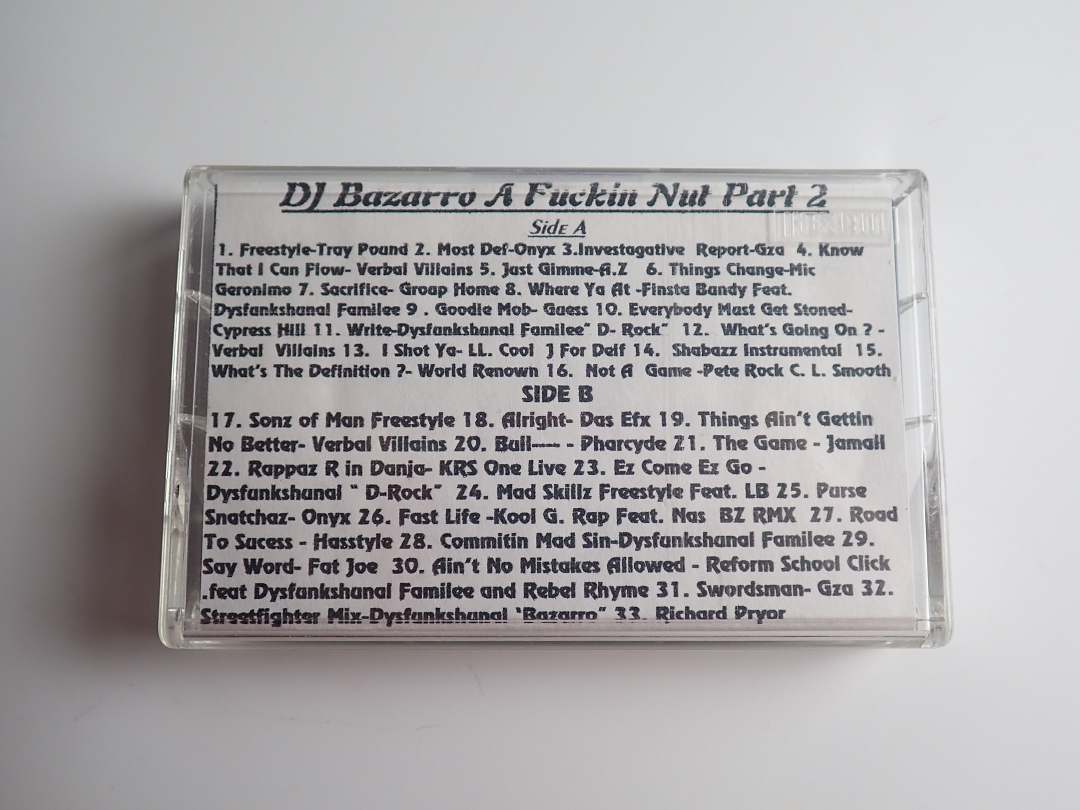 DJ Bazarro A Fuckin Nut Part 2
Side A
1. Freestyle-Tray Pound 2. Most Def-Onyx 3.Investagative Report-Gza 4. Know
That I Can Flow- Verbal Villains 5. Just Gimme-A.Z 6. Things Change-Mic
Geronimo 7. Sacrifice- Group Home 8. Where Ya At -Finsta Bundy Feat.
Dysfunkshunal Familee 9 . Goodie Mob- Guess 10. Everybody Must Get Stoned-
Cypress Hill 11. Write-Dysfunkshunal Familee" D- Rock" 12. What's Going On ? -
Verbal Villains 13. I Shot Ya- LL. Cool J For Delf 14. Shabazz Instrumental 15.
What's The Definition ?- World Renown 16. Not A Game -Pete Rock C. L. Smooth
SIDE B
17. Sonz of Man Freestyle 18. Alright- Das Efx 19. Things Ain't Gettin
No Better- Verbal Villains 20. Bull---- - Pharcyde 21. The Game - Jamall
22. Rappaz R in Danja- KRS One Live 23. Ez Come Ez Go -
Dysfunkshunal " D-Rock" 24. Mad Skillz Freestyle Feat. LB 25. Purse
Snatchaz- Onyx 26. Fast Life -Kool G. Rap Feat. Nas BZ RMX 27. Road
To Sucess - Hasstyle 28. Commitin Mad Sin-Dysfunkshunal Familee 29.
Say Word- Fat Joe 30. Ain't No Mistakes Allowed - Reform School Click
.feat Dysfunkshunal Familee and Rebel Rhyme 31. Swordsman- Gza 32.
Streetfighter Mix-Dysfunkshunal "Bazarro" 33. Richard Pryor
maxell